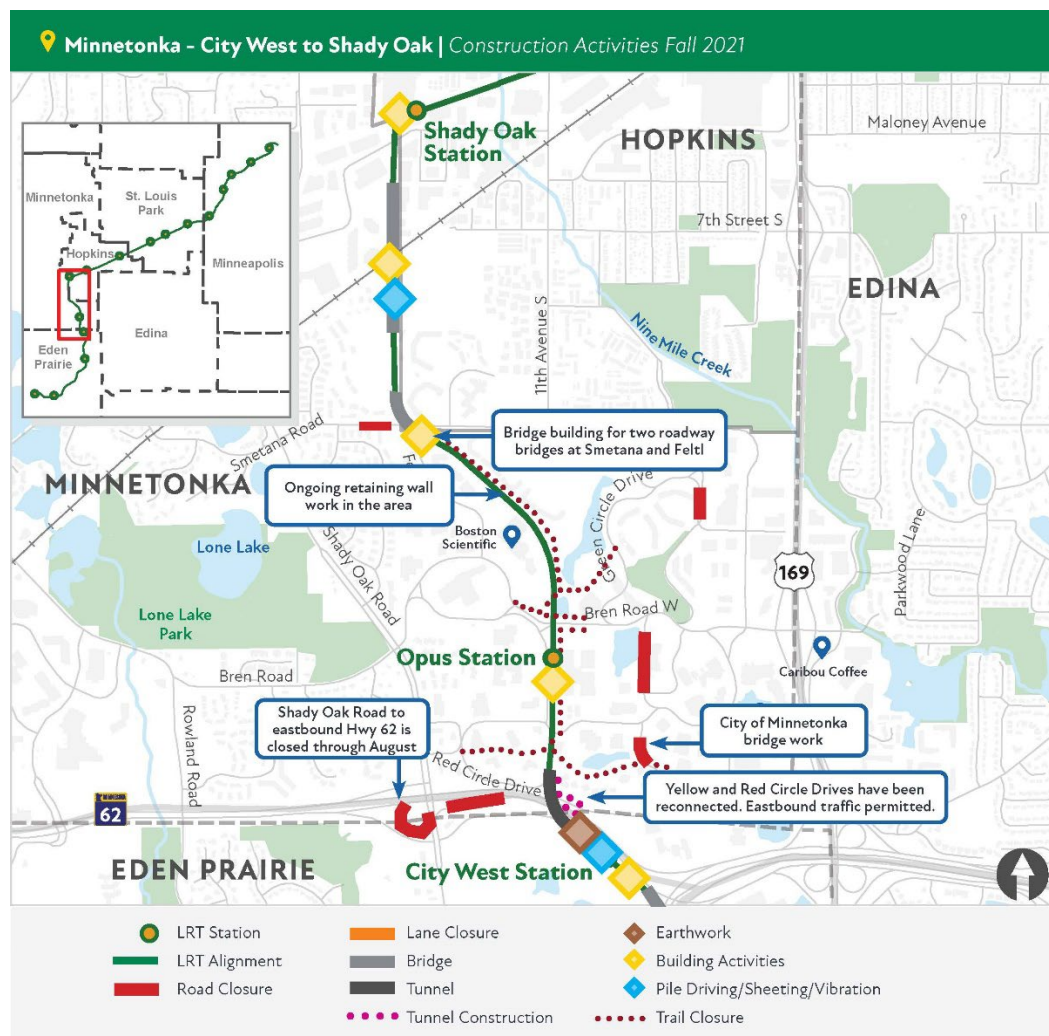 Minnetonka - City West to Shady Oak | Construction Activities Fall 2021
Shady Oak
Station
HOPKINS
Maloney Avenue
Minnetonka
St. Louis
Park
Hopkins
Minneapolis
Edina
Eden
Prairie
7th Street S
EDINA
11th Avenue S
Nine Mile Creek
Smetana Road
Bridge building for two roadway
bridges at Smetana and Feltl
MINNETONKA
Ongoing retaining wall
work in the area
Green Circle Drive
Boston
Scientific
Lone Lake
Shady Oak Road
169
Parkwood Lane
Lone Lake
Park
Bren Road W
Opus Station
Caribou Coffee
Bren Road
Rowland Road
Shady Oak Road to
eastbound Hwy 62 is
closed through August
City of Minnetonka
bridge work
Red Circle Drive
Yellow and Red Circle Drives have been
reconnected. Eastbound traffic permitted.
62
EDEN PRAIRIE
City West Station
LRT Station
Lane Closure
Earthwork
LRT Alignment
Bridge
Building Activities
Road Closure
Tunnel
Pile Driving/Sheeting/Vibration
Tunnel Construction
Trail Closure